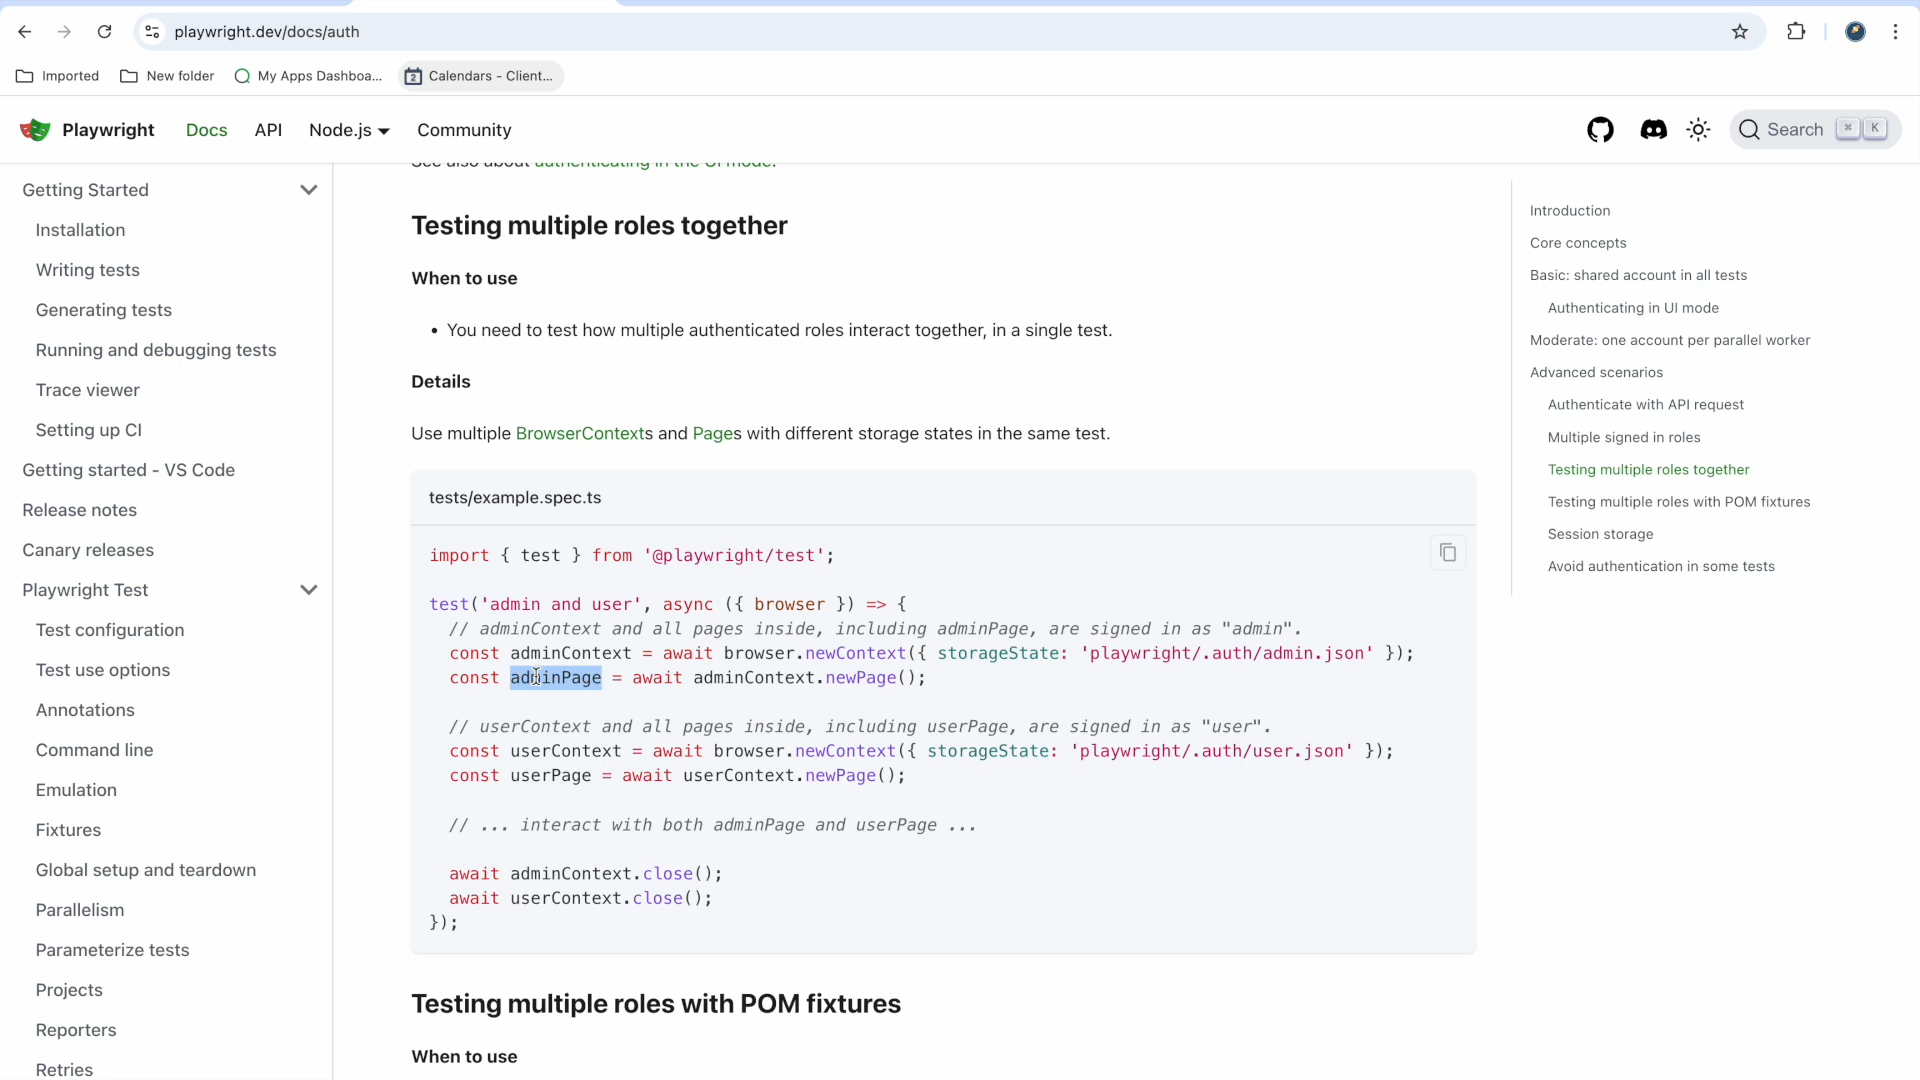 playwright.dev/docs/auth
Imported
New folder
My Apps Dashboa...
2
Calendars - Client...
Playwright
Docs
API
Node.js
Community
Search
⌘
K
See also about authenticating in the UI mode.
Getting Started
Installation
Writing tests
Generating tests
Running and debugging tests
Trace viewer
Setting up CI
Getting started - VS Code
Release notes
Canary releases
Playwright Test
Test configuration
Test use options
Annotations
Command line
Emulation
Fixtures
Global setup and teardown
Parallelism
Parameterize tests
Projects
Reporters
Retries
Testing multiple roles together
When to use
• You need to test how multiple authenticated roles interact together, in a single test.
Details
Use multiple BrowserContexts and Pages with different storage states in the same test.
tests/example.spec.ts
import { test } from '@playwright/test';
test('admin and user', async ({ browser }) => {
// adminContext and all pages inside, including adminPage, are signed in as "admin".
const adminContext = await browser.newContext({ storageState: 'playwright/.auth/admin.json' });
const adminPage = await adminContext.newPage();
// userContext and all pages inside, including userPage, are signed in as "user".
const userContext = await browser.newContext({ storageState: 'playwright/.auth/user.json' });
const userPage = await userContext.newPage();
// ... interact with both adminPage and userPage ...
await adminContext.close();
await userContext.close();
});
Testing multiple roles with POM fixtures
When to use
Introduction
Core concepts
Basic: shared account in all tests
Authenticating in UI mode
Moderate: one account per parallel worker
Advanced scenarios
Authenticate with API request
Multiple signed in roles
Testing multiple roles together
Testing multiple roles with POM fixtures
Session storage
Avoid authentication in some tests